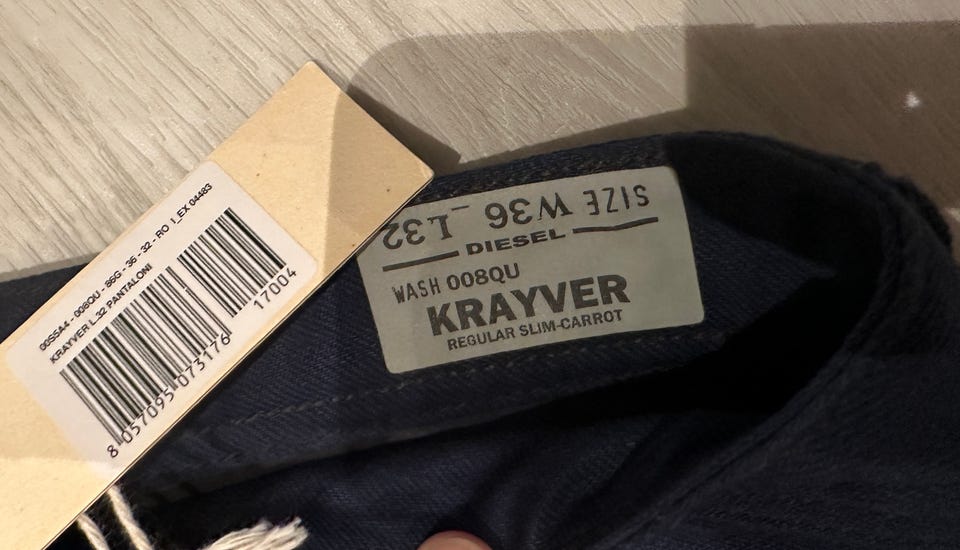 00SSA4 - 008QU - 86G - 36 - 32 - RO I_EX 04483
KRAYVER L.32 PANTALONI
8 057095 073176
17004
SIZE W36 _ L32
DIESEL
WASH 008QU
KRAYVER
REGULAR SLIM-CARROT